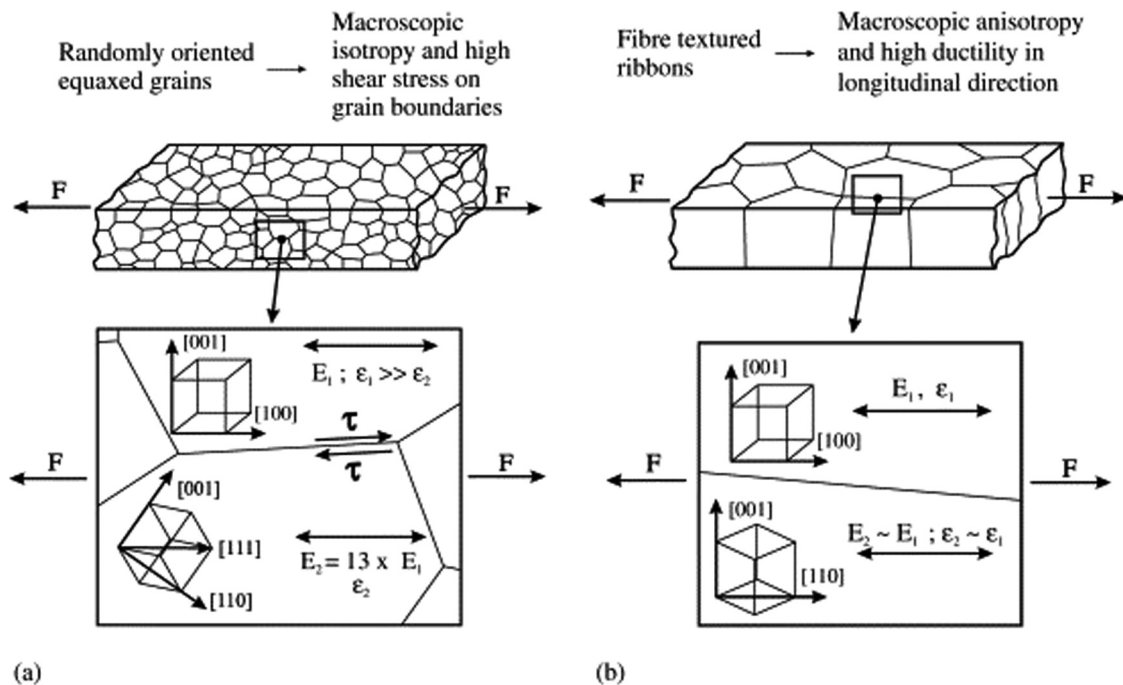 Randomly oriented
equaxed grains
Macroscopic
isotropy and high
shear stress on
grain boundaries
F
F
[001]
[100]
E₁ ; ε₁ >> ε₂
τ
τ
F
F
[001]
[111]
[110]
E₂ = 13 x E₁
ε₂
(a)
Fibre textured
ribbons
Macroscopic anisotropy
and high ductility in
longitudinal direction
F
F
[001]
[100]
E₁, ε₁
F
F
[001]
[110]
E₂ ~ E₁ ; ε₂ ~ ε₁
(b)